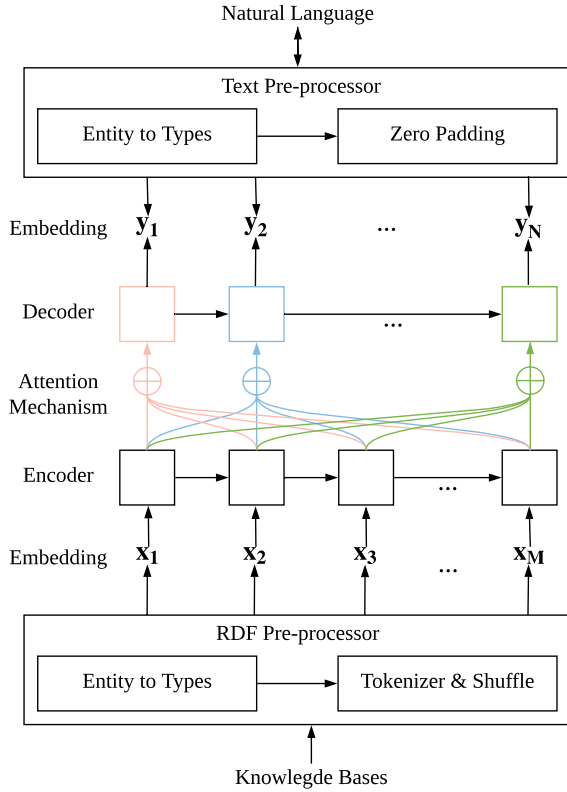 Natural Language
Text Pre-processor
Entity to Types
Zero Padding
Embedding
y1
y2
...
yN
Decoder
...
Attention
Mechanism
Encoder
...
Embedding
x1
x2
x3
...
xM
RDF Pre-processor
Entity to Types
Tokenizer & Shuffle
Knowlegde Bases